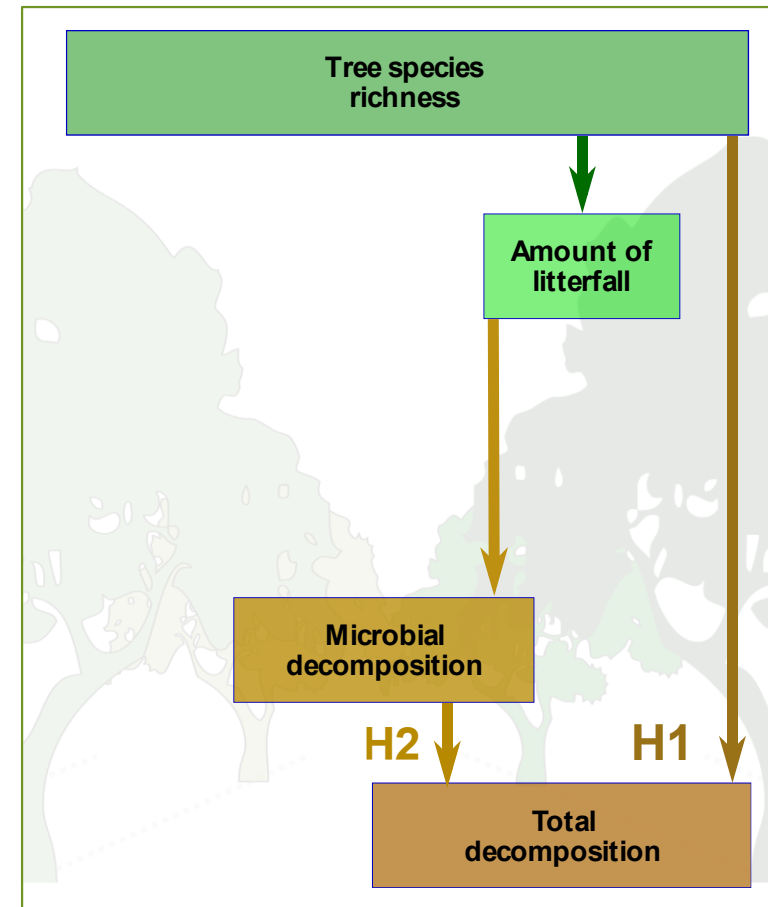 Tree species
richness
Amount of
litterfall
Microbial
decomposition
H2
H1
Total
decomposition